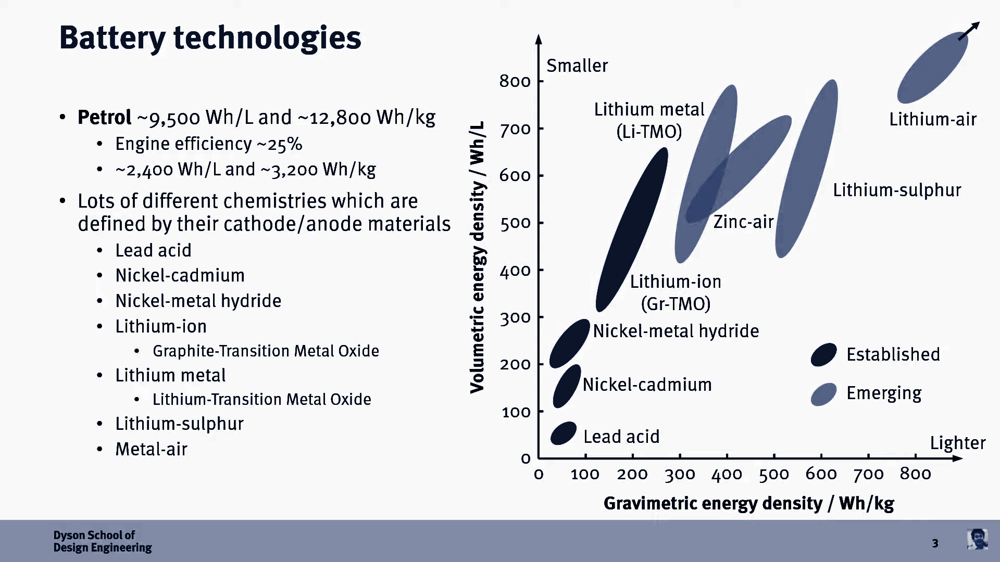 Battery technologies
• Petrol ~9,500 Wh/L and ~12,800 Wh/kg
• Engine efficiency ~25%
• ~2,400 Wh/L and ~3,200 Wh/kg
• Lots of different chemistries which are
defined by their cathode/anode materials
• Lead acid
• Nickel-cadmium
• Nickel-metal hydride
• Lithium-ion
• Graphite-Transition Metal Oxide
• Lithium metal
• Lithium-Transition Metal Oxide
• Lithium-sulphur
• Metal-air
Volumetric energy density / Wh/L
Smaller
800
700
600
500
400
300
200
100
0
Lithium metal
(Li-TMO)
Lithium-air
Lithium-sulphur
Zinc-air
Lithium-ion
(Gr-TMO)
Nickel-metal hydride
Nickel-cadmium
Lead acid
Established
Emerging
Lighter
0 100 200 300 400 500 600 700 800
Gravimetric energy density / Wh/kg
Dyson School of
Design Engineering
3